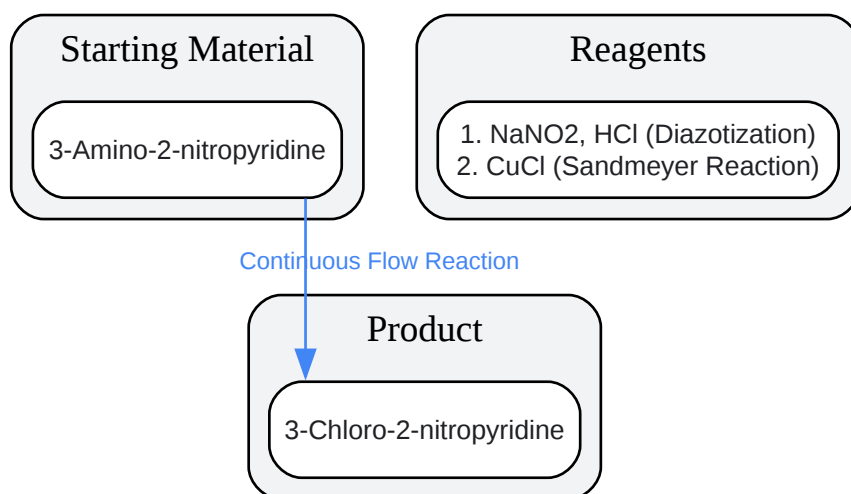 Starting Material
3-Amino-2-nitropyridine
Reagents
1. NaNO2, HCl (Diazotization)
2. CuCl (Sandmeyer Reaction)
Continuous Flow Reaction
Product
3-Chloro-2-nitropyridine